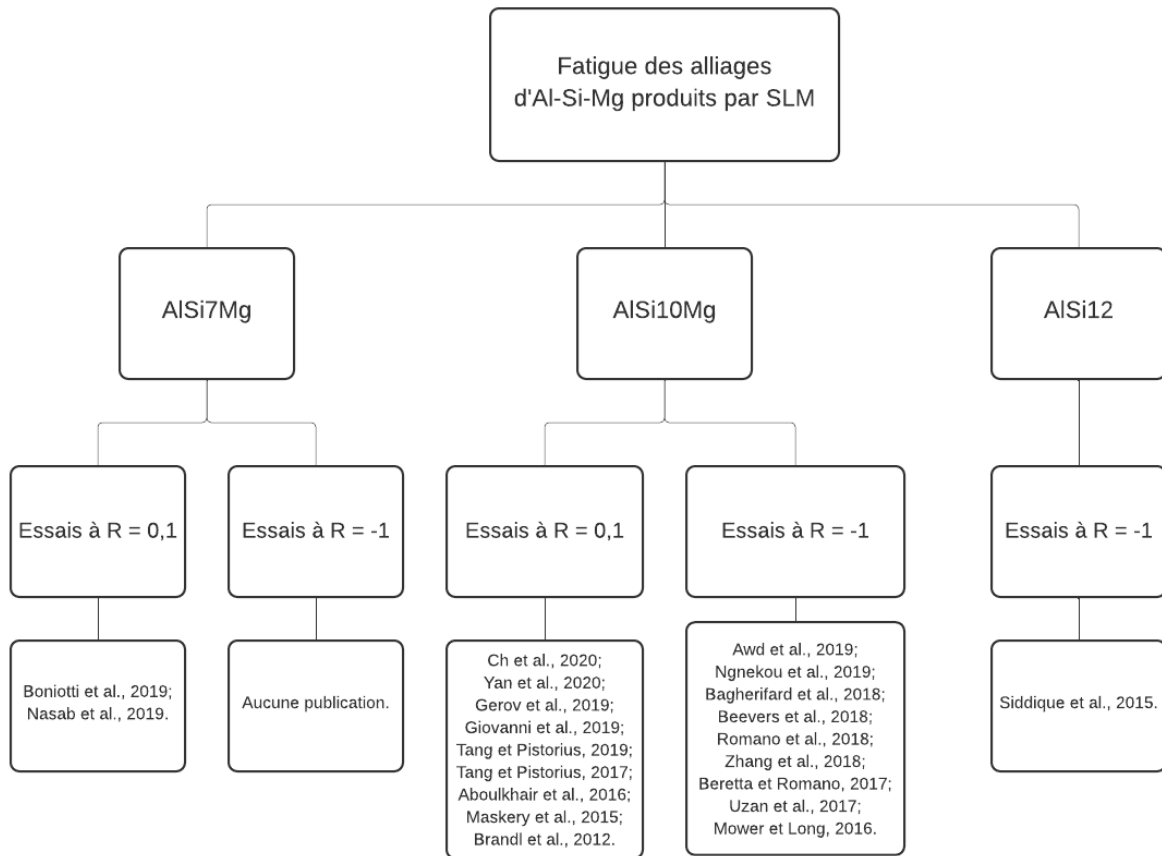 Fatigue des alliages
d'Al-Si-Mg produits par SLM
AlSi7Mg
AlSi10Mg
AlSi12
Essais à R = 0,1
Essais à R = -1
Essais à R = 0,1
Essais à R = -1
Essais à R = -1
Boniotti et al., 2019;
Nasab et al., 2019.
Aucune publication.
Ch et al., 2020;
Yan et al., 2020;
Gerov et al., 2019;
Giovanni et al., 2019;
Tang et Pistorius, 2019;
Tang et Pistorius, 2017;
Aboulkhair et al., 2016;
Maskery et al., 2015;
Brandl et al., 2012.
Awd et al., 2019;
Ngnekou et al., 2019;
Bagherifard et al., 2018;
Beevers et al., 2018;
Romano et al., 2018;
Zhang et al., 2018;
Beretta et Romano, 2017;
Uzan et al., 2017;
Mower et Long, 2016.
Siddique et al., 2015.